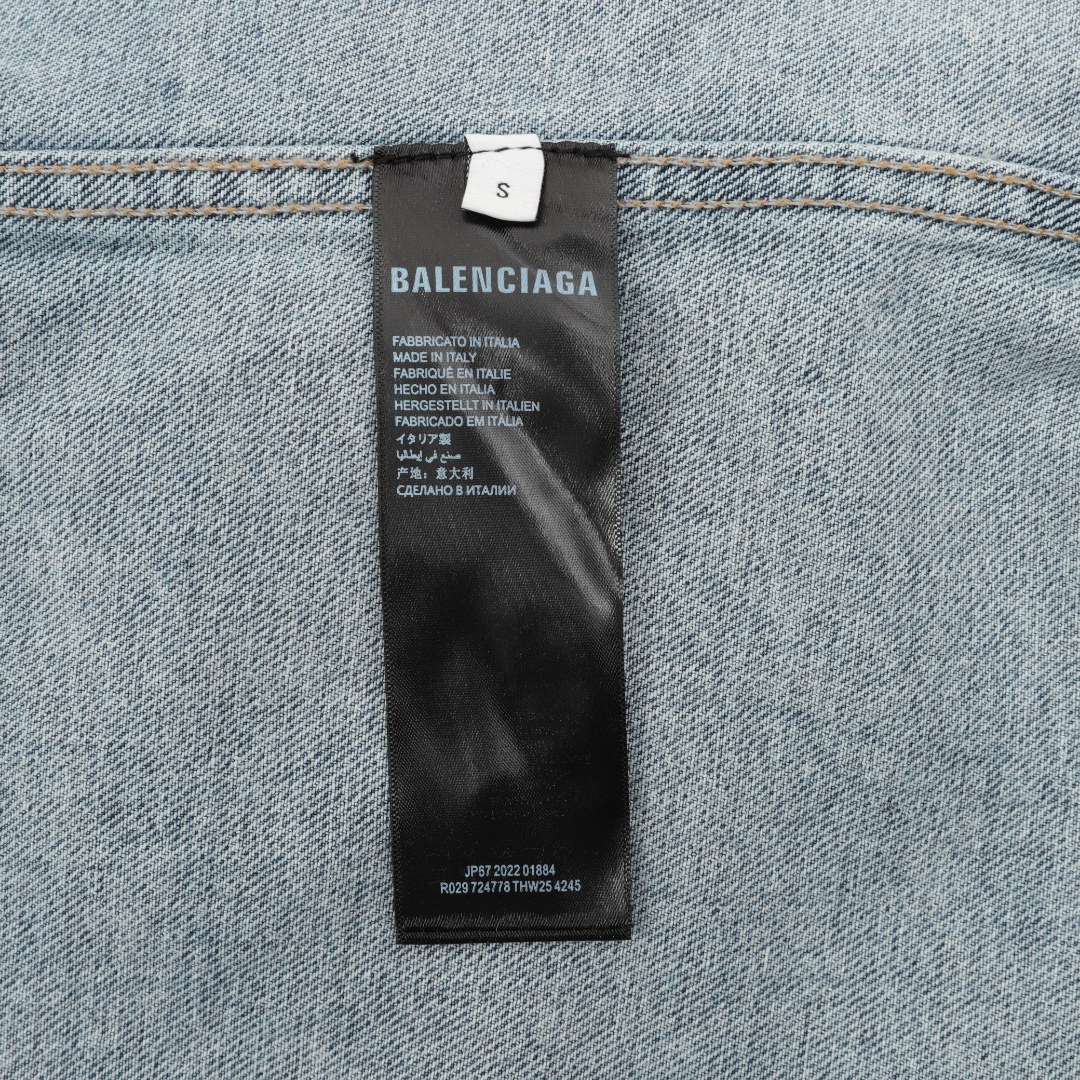 S
BALENCIAGA
FABBRICATO IN ITALIA
MADE IN ITALY
FABRIQUÉ EN ITALIE
HECHO EN ITALIA
HERGESTELLT IN ITALIEN
FABRICADO EM ITÁLIA
イタリア製
صنع في إيطاليا
产地：意大利
СДЕЛАНО В ИТАЛИИ
JP67 2022 01884
R029 724778 THW25 4245